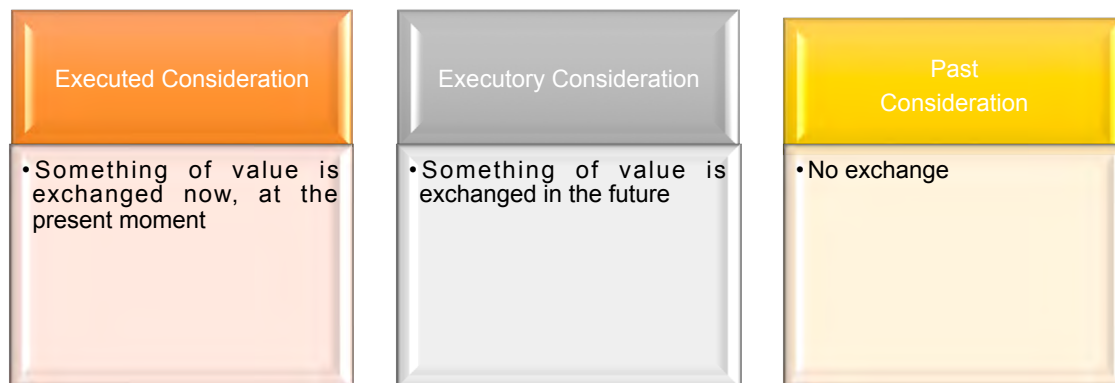 Executed Consideration
• Something of value is
exchanged now, at the
present moment
Executory Consideration
• Something of value is
exchanged in the future
Past
Consideration
• No exchange